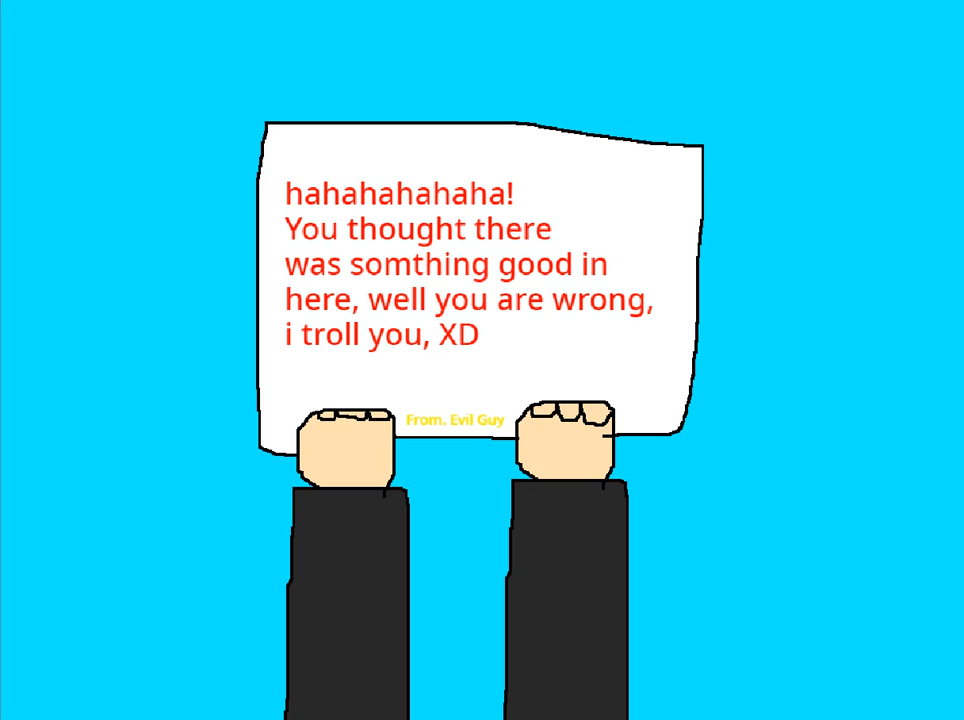 hahahahahaha!
You thought there
was somthing good in
here, well you are wrong,
i troll you, XD
From. Evil Guy